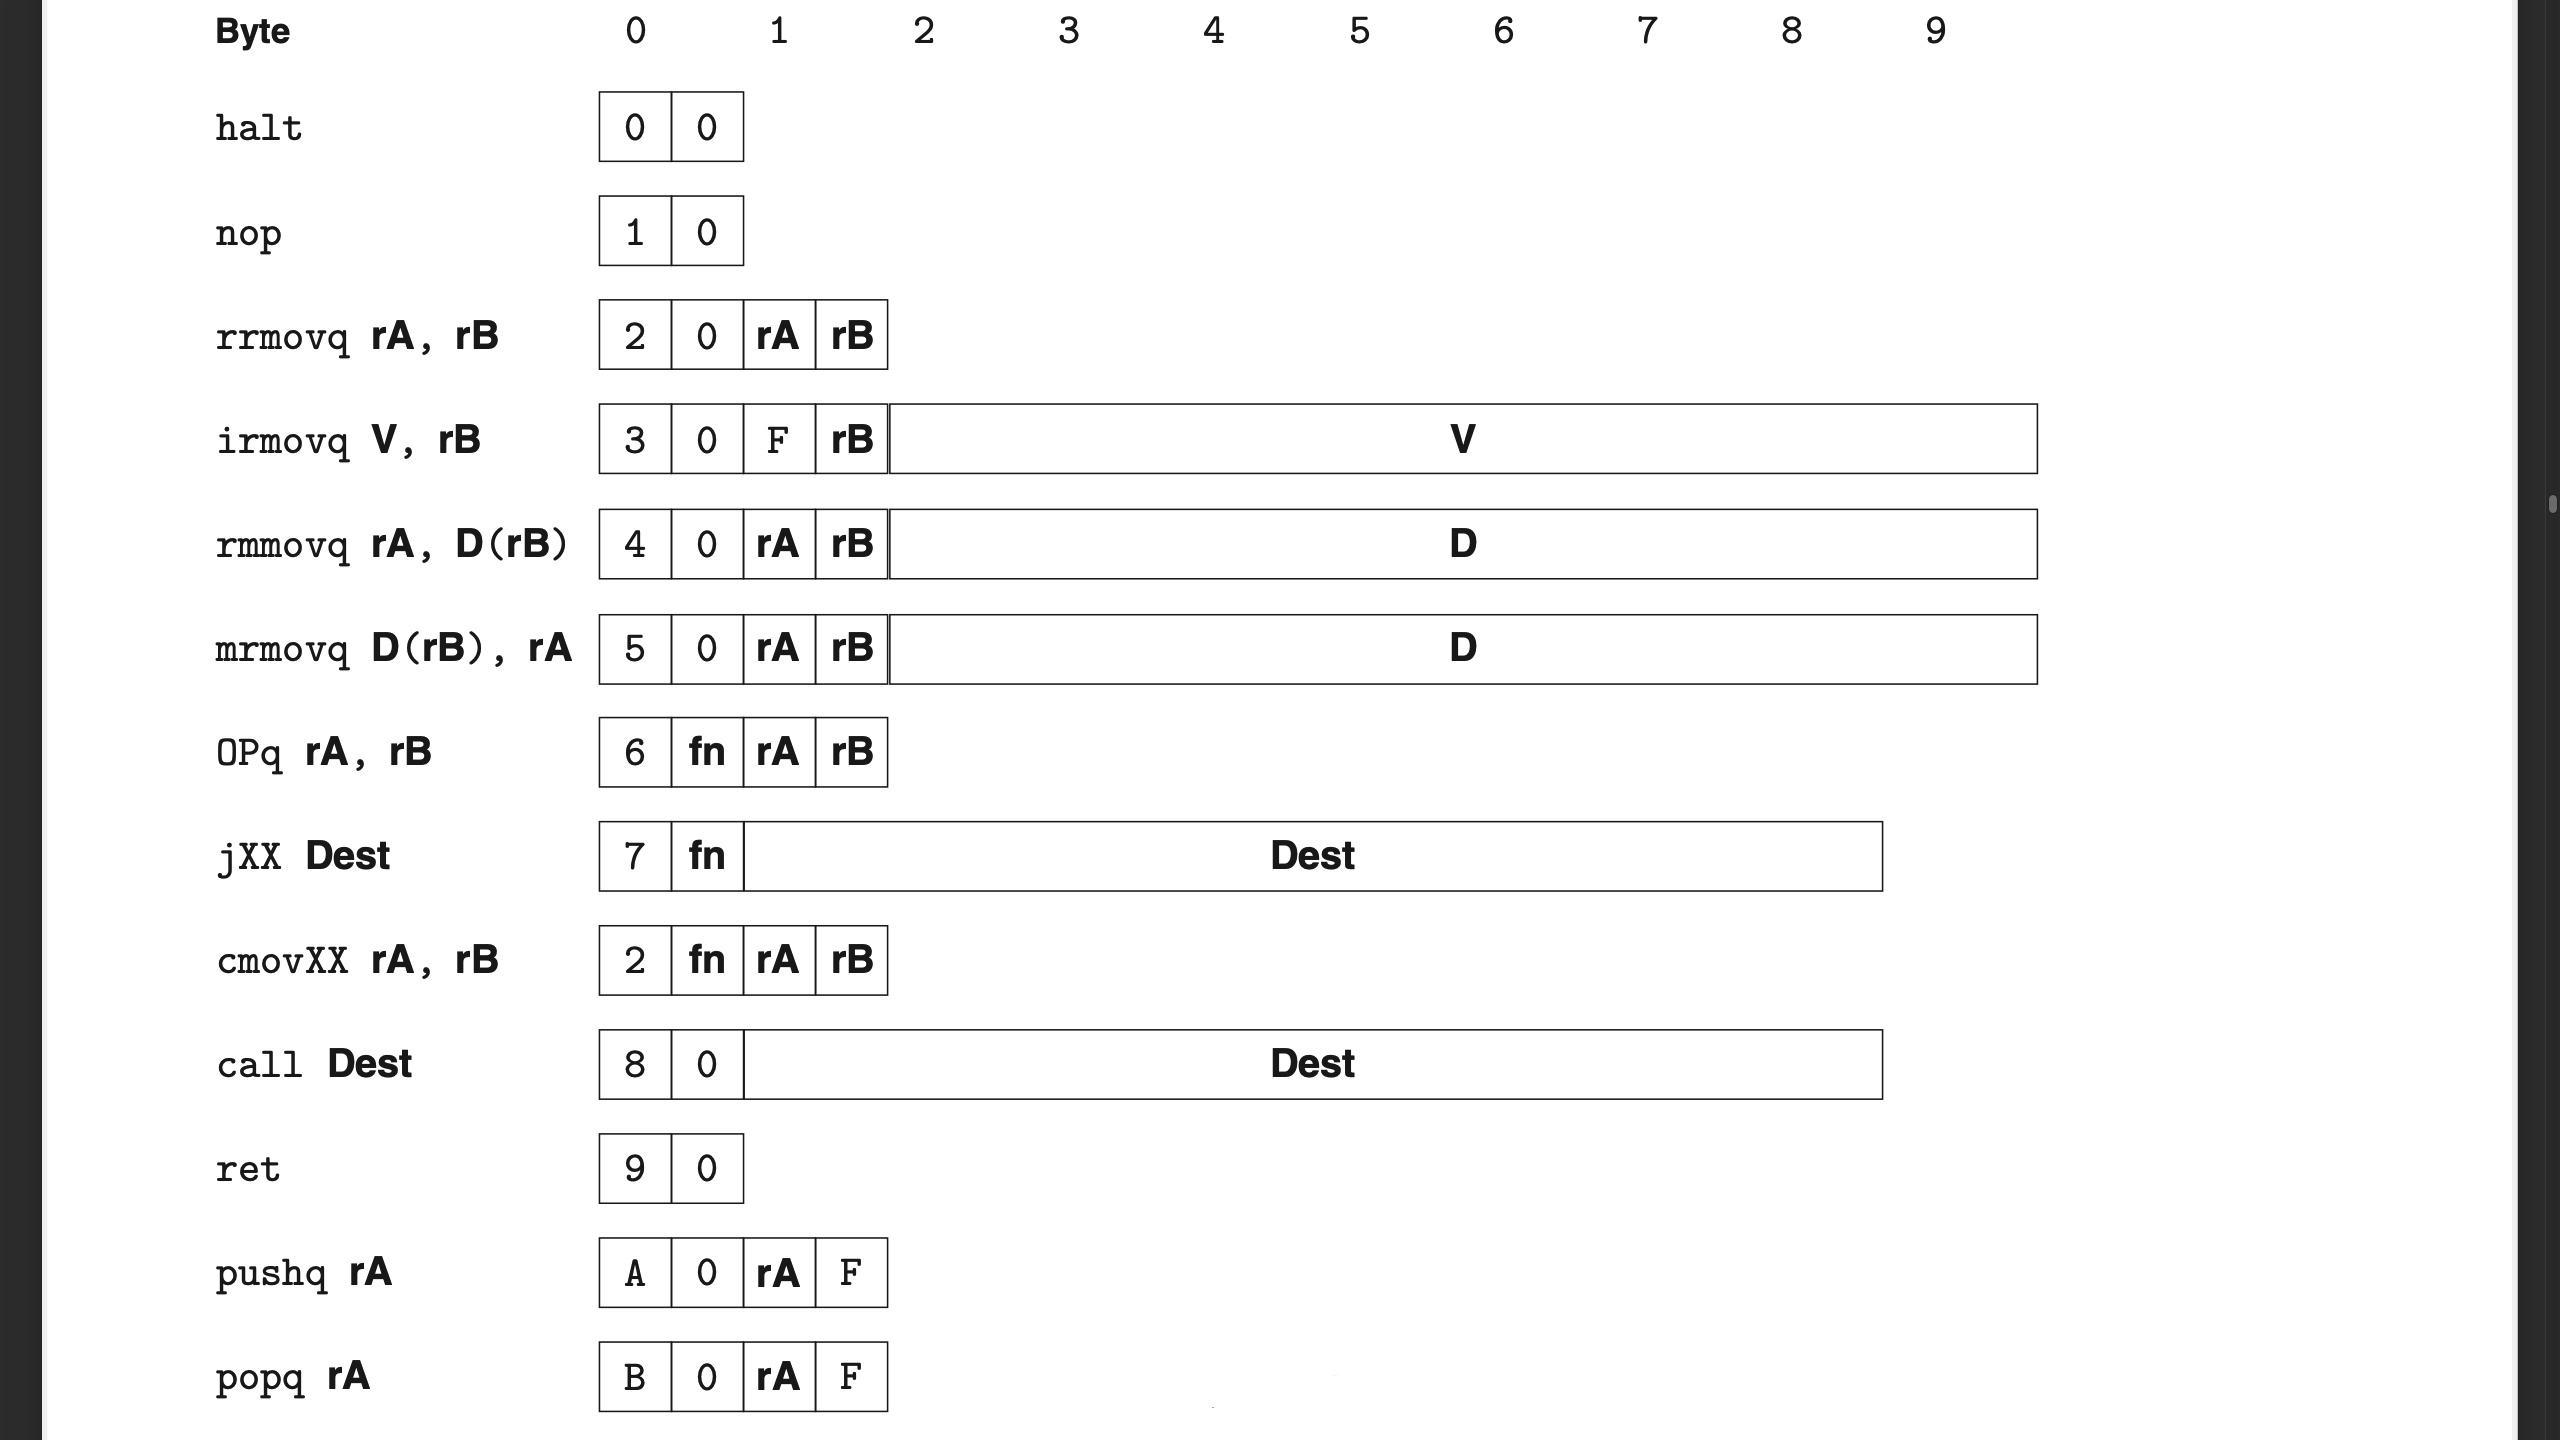 Byte 0 1 2 3 4 5 6 7 8 9
halt 0 0
nop 1 0
rrmovq rA, rB 2 0 rA rB
irmovq V, rB 3 0 F rB V
rmmovq rA, D(rB) 4 0 rA rB D
mrmovq D(rB), rA 5 0 rA rB D
OPq rA, rB 6 fn rA rB
jXX Dest 7 fn Dest
cmovXX rA, rB 2 fn rA rB
call Dest 8 0 Dest
ret 9 0
pushq rA A 0 rA F
popq rA B 0 rA F